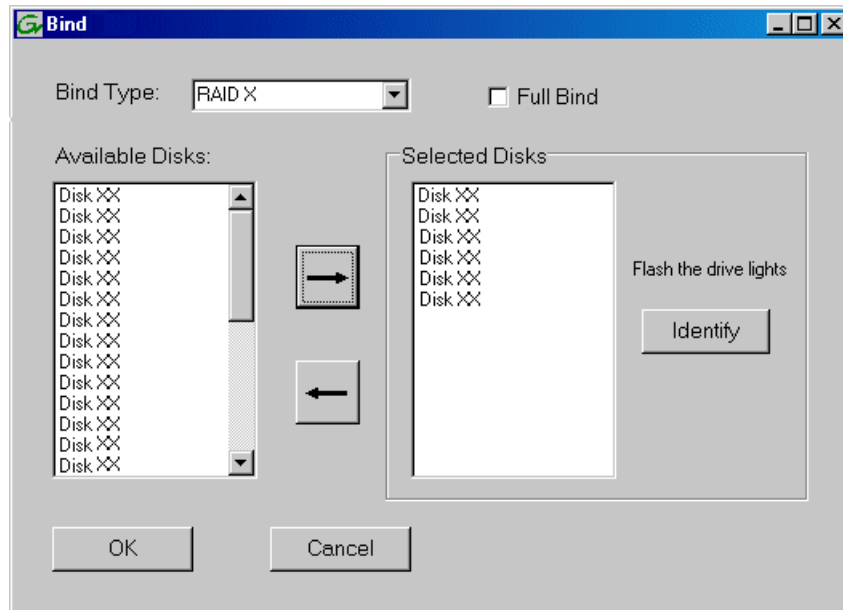 Bind
Bind Type:
RAID X
Full Bind
Available Disks:
Disk XX
Disk XX
Disk XX
Disk XX
Disk XX
Disk XX
Disk XX
Disk XX
Disk XX
Disk XX
Disk XX
Disk XX
Disk XX
Disk XX
Selected Disks
Disk XX
Disk XX
Disk XX
Disk XX
Disk XX
Disk XX
Flash the drive lights
Identify
OK
Cancel